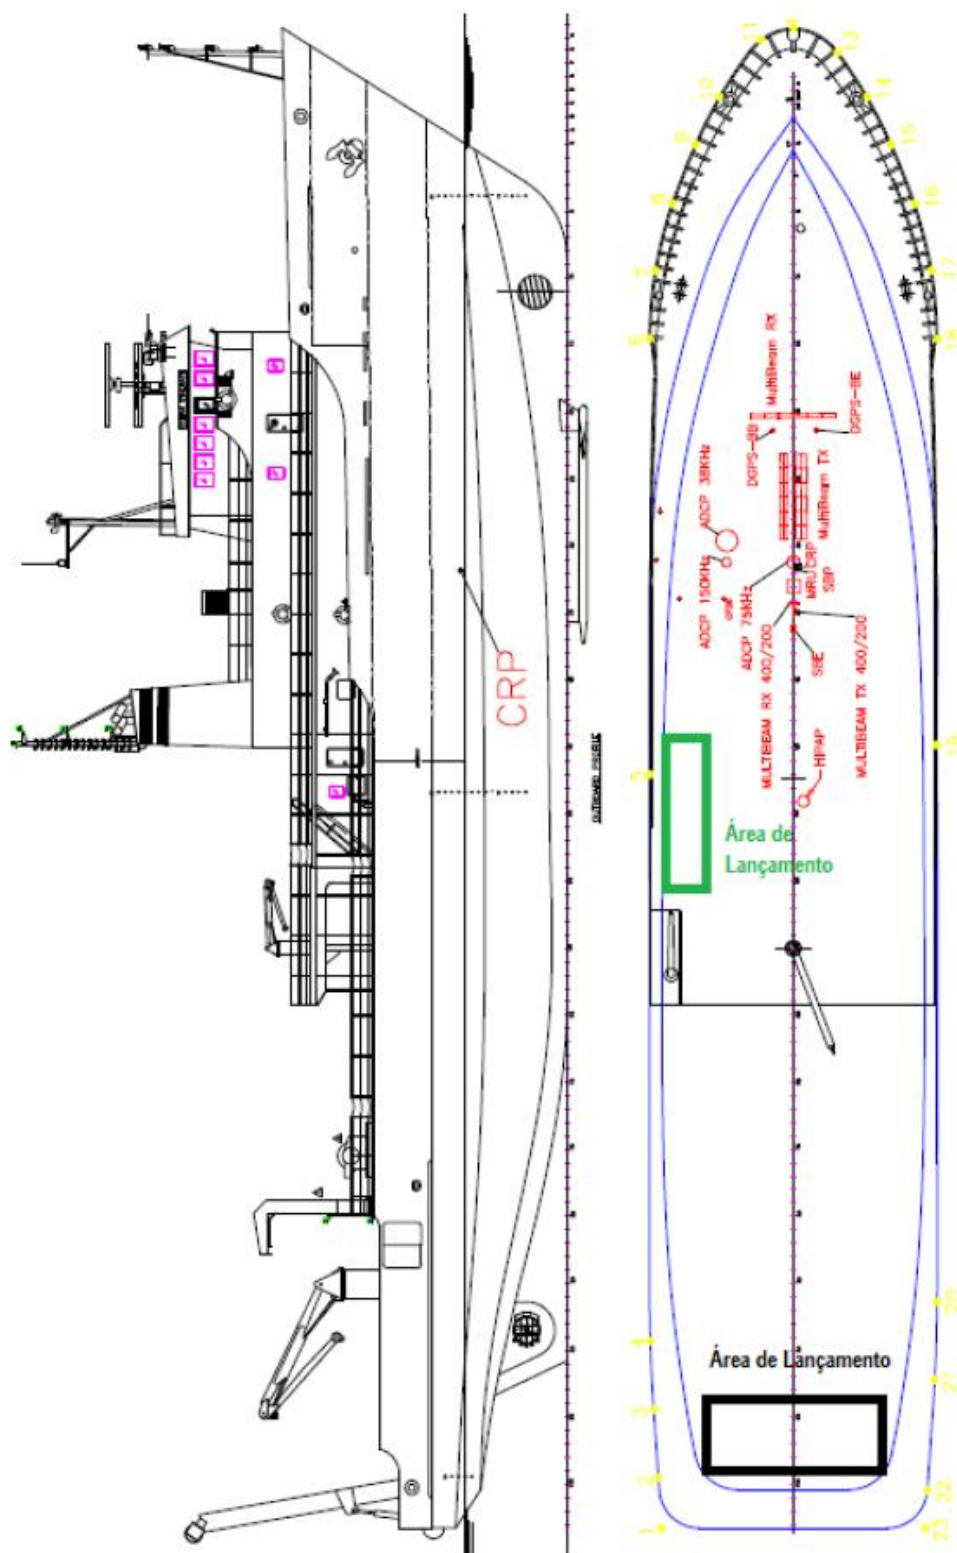 11
13
10
14
9
15
8
16
7
17
6
18
MultiBeam RX
DGPS-BB
DGPS-BE
ADCP 38KHz
MultiBeam TX
ADCP 150KHz
MRU/CRP
SBP
ADCP 75KHz
SBE
MULTIBEAM RX 400/200
MULTIBEAM TX 400/200
HIPAP
CRP
OUTBOARD PROFILE
5
19
Área de
Lançamento
4
20
Área de Lançamento
3
21
2
22
1
23